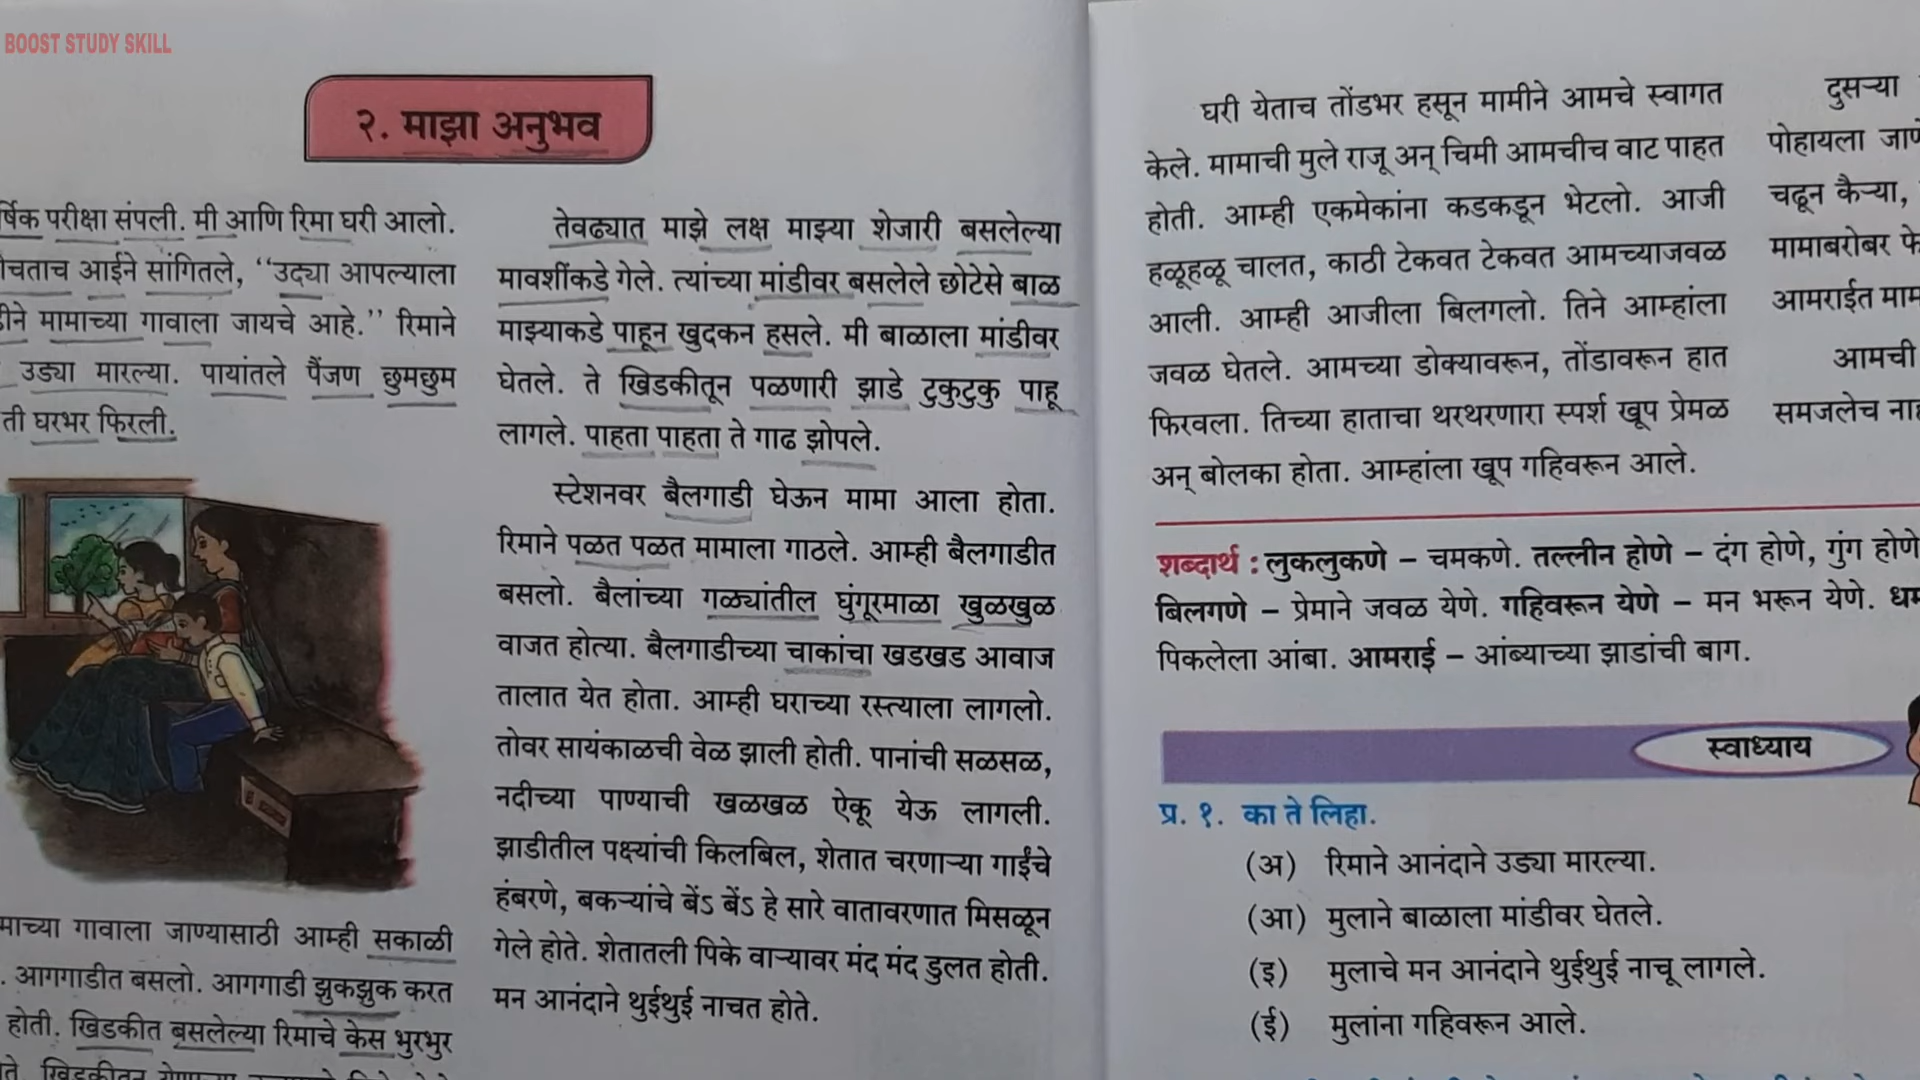 BOOST STUDY SKILL
२. माझा अनुभव
परीक्षा संपली. मी आणि रिमा घरी आलो.
आईने सांगितले, “उद्या आपल्याला
मामाच्या गावाला जायचे आहे.” रिमाने
उड्या मारल्या. पायांतले पैंजण छुमछुम
ती घरभर फिरली.
गावाला जाण्यासाठी आम्ही सकाळी
. आगगाडीत बसलो. आगगाडी झुकझुक करत
होती. खिडकीत बसलेल्या रिमाचे केस भुरभुर
तेवढ्यात माझे लक्ष माझ्या शेजारी बसलेल्या
मावशींकडे गेले. त्यांच्या मांडीवर बसलेले छोटेसे बाळ
माझ्याकडे पाहून खुदकन हसले. मी बाळाला मांडीवर
घेतले. ते खिडकीतून पळणारी झाडे टुकुटुकु पाहू
लागले. पाहता पाहता ते गाढ झोपले.
स्टेशनवर बैलगाडी घेऊन मामा आला होता.
रिमाने पळत पळत मामाला गाठले. आम्ही बैलगाडीत
बसलो. बैलांच्या गळ्यांतील घुंगूरमाळा खुळखुळ
वाजत होत्या. बैलगाडीच्या चाकांचा खडखड आवाज
तालात येत होता. आम्ही घराच्या रस्त्याला लागलो.
तोवर सायंकाळची वेळ झाली होती. पानांची सळसळ,
नदीच्या पाण्याची खळखळ ऐकू येऊ लागली.
झाडीतील पक्ष्यांची किलबिल, शेतात चरणाऱ्या गाईंचे
हंबरणे, बकऱ्यांचे बेंऽ बेंऽ हे सारे वातावरणात मिसळून
गेले होते. शेतातली पिके वाऱ्यावर मंद मंद डुलत होती.
मन आनंदाने थुईथुई नाचत होते.
घरी येताच तोंडभर हसून मामीने आमचे स्वागत
केले. मामाची मुले राजू अन् चिमी आमचीच वाट पाहत
होती. आम्ही एकमेकांना कडकडून भेटलो. आजी
हळूहळू चालत, काठी टेकवत टेकवत आमच्याजवळ
आली. आम्ही आजीला बिलगलो. तिने आम्हांला
जवळ घेतले. आमच्या डोक्यावरून, तोंडावरून हात
फिरवला. तिच्या हाताचा थरथरणारा स्पर्श खूप प्रेमळ
अन् बोलका होता. आम्हांला खूप गहिवरून आले.
दुसऱ्या
पोहायला
चढून कैऱ्या,
मामाबरोबर
आमराईत
आमची
समजलेच
शब्दार्थ : लुकलुकणे – चमकणे. तल्लीन होणे – दंग होणे, गुंग होणे
बिलगणे – प्रेमाने जवळ येणे. गहिवरून येणे – मन भरून येणे.
पिकलेला आंबा. आमराई – आंब्याच्या झाडांची बाग.
स्वाध्याय
प्र. १. का ते लिहा.
(अ) रिमाने आनंदाने उड्या मारल्या.
(आ) मुलाने बाळाला मांडीवर घेतले.
(इ) मुलाचे मन आनंदाने थुईथुई नाचू लागले.
(ई) मुलांना गहिवरून आले.